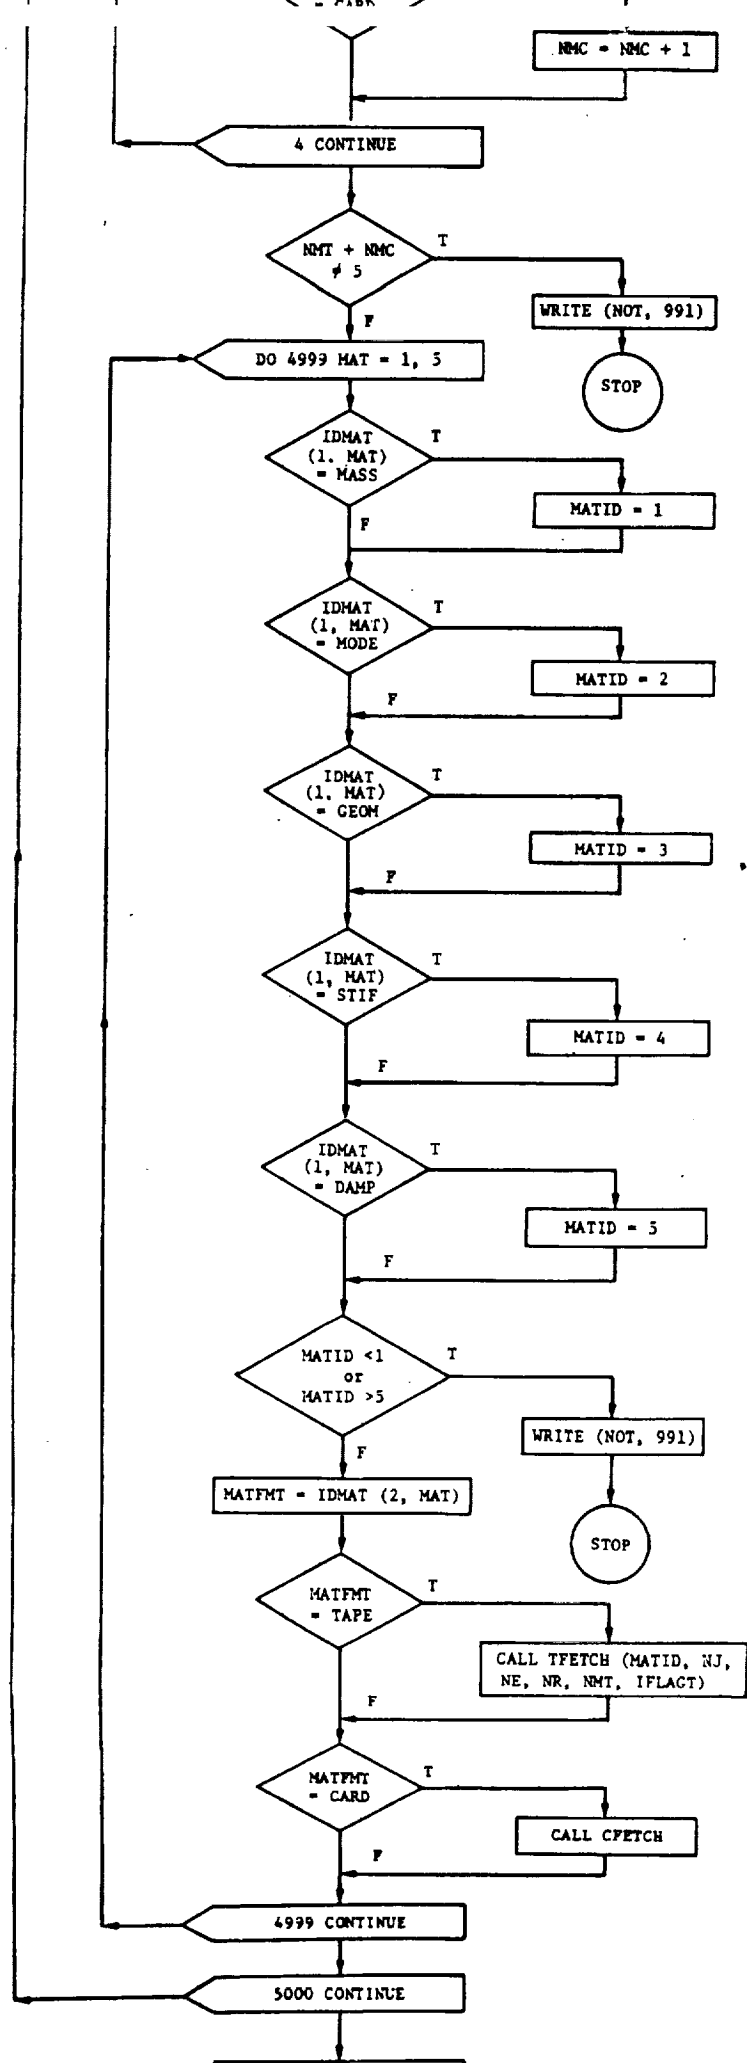 NMC = NMC + 1
4 CONTINUE
NMT + NMC
≠ 5
T
F
WRITE (NOT, 991)
STOP
DO 4999 MAT = 1, 5
IDMAT
(1. MAT)
= MASS
T
F
MATID = 1
IDMAT
(1, MAT)
= MODE
T
MATID = 2
F
IDMAT
(1, MAT)
= GEOM
T
MATID = 3
F
IDMAT
(1, MAT)
= STIF
T
MATID = 4
F
IDMAT
(1, MAT)
= DAMP
T
MATID = 5
F
MATID <1
or
MATID >5
T
F
WRITE (NOT, 991)
STOP
MATFMT = IDMAT (2, MAT)
MATFMT
= TAPE
T
CALL TFETCH (MATID, NJ,
NE, NR, NMT, IFLAGT)
F
MATFMT
= CARD
T
CALL CFETCH
F
4999 CONTINUE
5000 CONTINUE